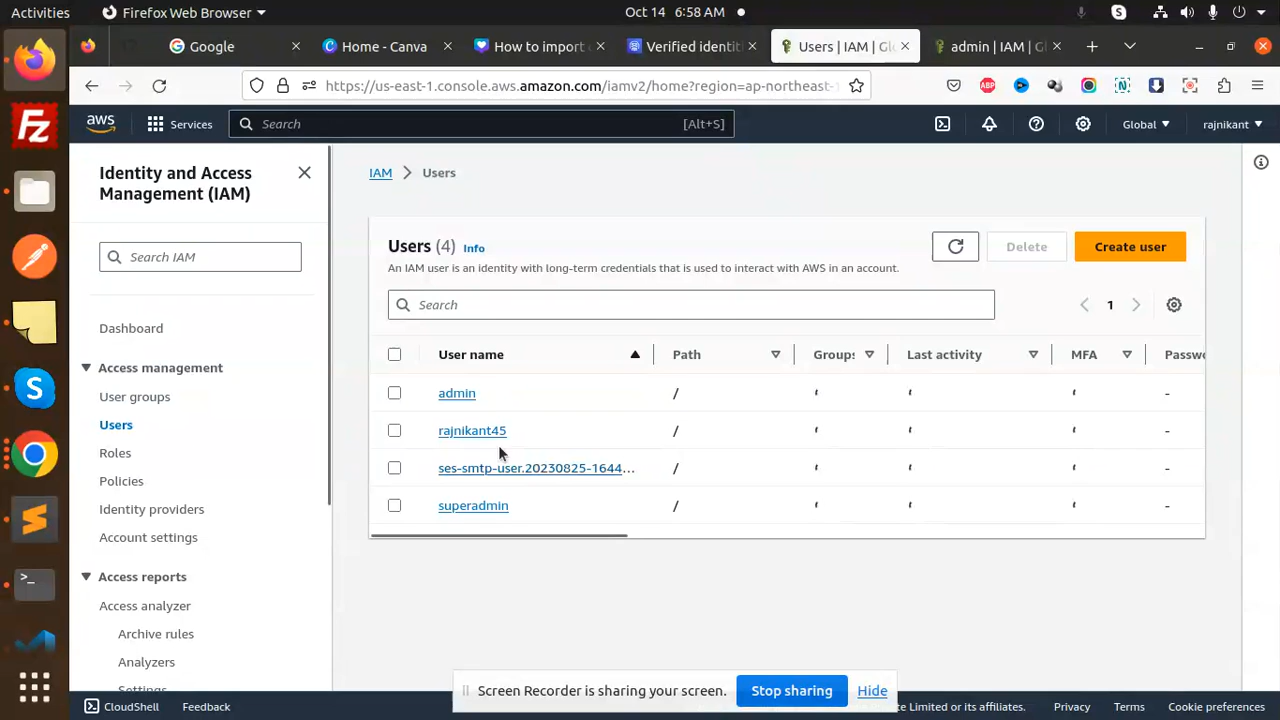 Activities
Firefox Web Browser
Oct 14 6:58 AM
Google
Home - Canva
How to import
Verified identi
Users | IAM | Gl
admin | IAM | G
https://us-east-1.console.aws.amazon.com/iamv2/home?region=ap-northeast-
aws
Services
Search
[Alt+S]
Global
rajnikant
Identity and Access
Management (IAM)
Search IAM
Dashboard
Access management
User groups
Users
Roles
Policies
Identity providers
Account settings
Access reports
Access analyzer
Archive rules
Analyzers
Settings
IAM > Users
Users (4) Info
Delete
Create user
An IAM user is an identity with long-term credentials that is used to interact with AWS in an account.
Search
1
User name
Path
Groups
Last activity
MFA
Passwo
admin / -
rajnikant45 / -
ses-smtp-user.20230825-1644... / -
superadmin / -
Screen Recorder is sharing your screen.
Stop sharing
Hide
CloudShell
Feedback
e Limited or its affiliates.
Privacy
Terms
Cookie preferences